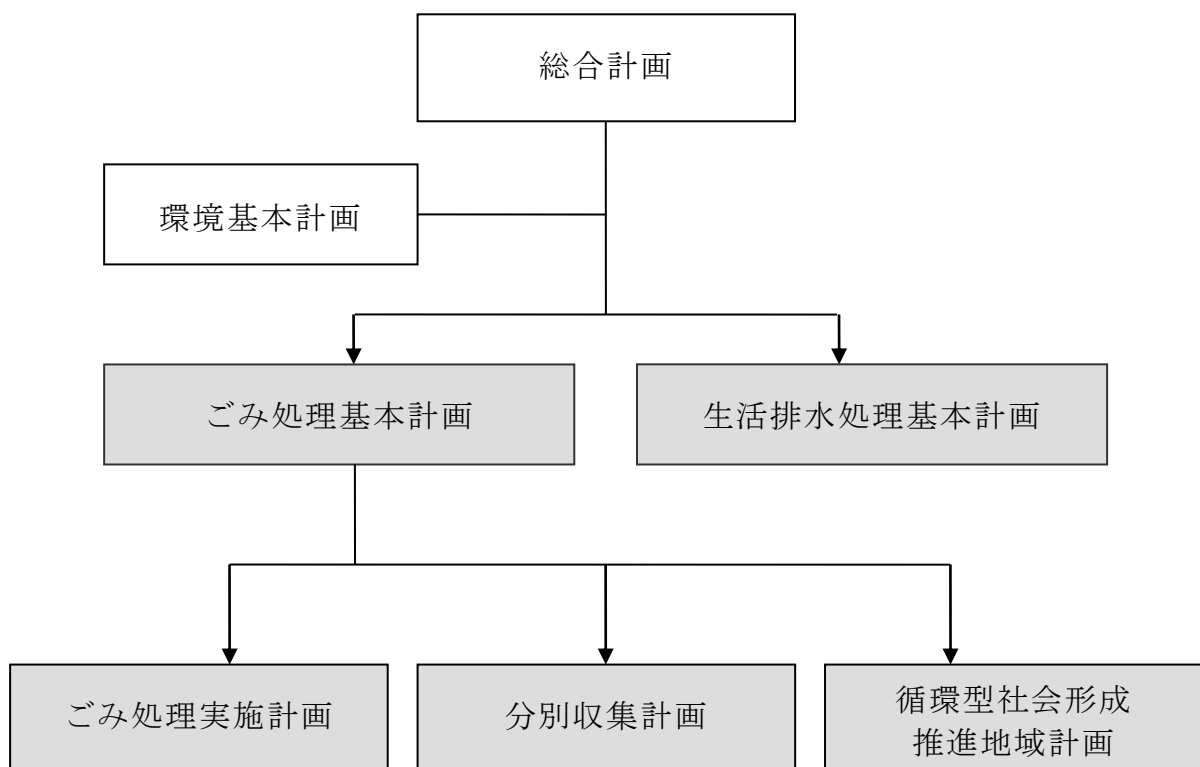 総合計画
環境基本計画
ごみ処理基本計画
生活排水処理基本計画
ごみ処理実施計画
分別収集計画
循環型社会形成
推進地域計画